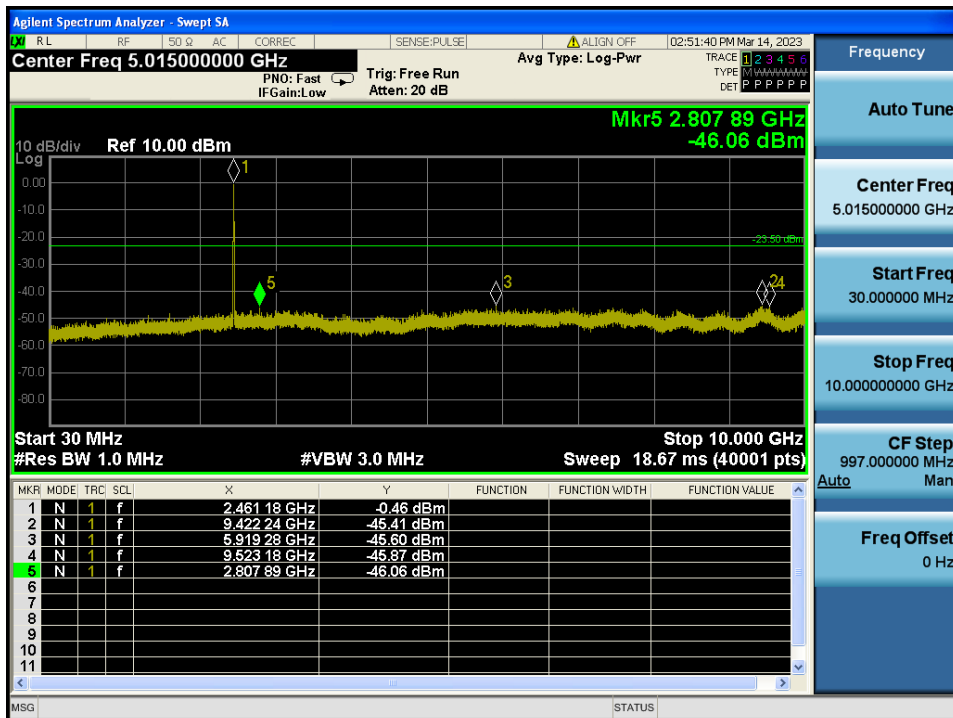 Agilent Spectrum Analyzer - Swept SA
LXI RL RF 50 Ω AC CORREC SENSE:PULSE ALIGN OFF 02:51:40 PM Mar 14, 2023
Center Freq 5.015000000 GHz
PNO: Fast
IFGain:Low
Trig: Free Run
Atten: 20 dB
Avg Type: Log-Pwr
TRACE 1 2 3 4 5 6
TYPE M
DET P P P P P P
Mkr5 2.807 89 GHz
-46.06 dBm
10 dB/div Ref 10.00 dBm
Log
0.00
-10.0
-20.0
-30.0
-40.0
-50.0
-60.0
-70.0
-80.0
1
-23.50 dBm
5
3
24
Start 30 MHz
Stop 10.000 GHz
#Res BW 1.0 MHz
#VBW 3.0 MHz
Sweep 18.67 ms (40001 pts)
MKR MODE TRC SCL X Y FUNCTION FUNCTION WIDTH FUNCTION VALUE
1 N 1 f 2.461 18 GHz -0.46 dBm
2 N 1 f 9.422 24 GHz -45.41 dBm
3 N 1 f 5.919 28 GHz -45.60 dBm
4 N 1 f 9.523 18 GHz -45.87 dBm
5 N 1 f 2.807 89 GHz -46.06 dBm
6
7
8
9
10
11
MSG
STATUS
Frequency
Auto Tune
Center Freq
5.015000000 GHz
Start Freq
30.000000 MHz
Stop Freq
10.000000000 GHz
CF Step
997.000000 MHz
Auto Man
Freq Offset
0 Hz